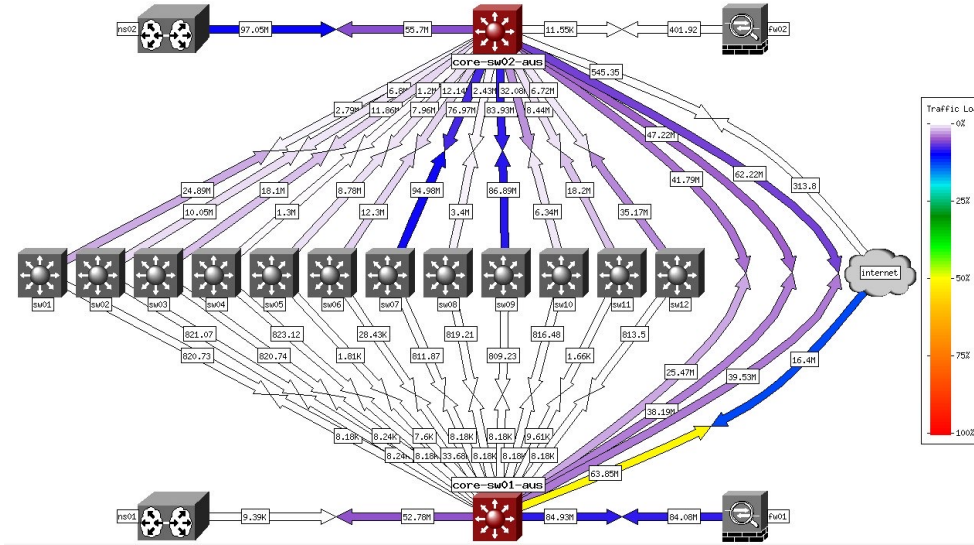 ns02
97.05M
55.7M
11.55K
401.92
fw02
core-sw02-aus
545.35
6.8M
1.2M
12.14
2.43M
32.08
6.72M
2.79M
11.86M
7.96M
76.97M
83.93M
8.44M
Traffic Lo
0%
47.22M
62.22M
41.79M
313.8
24.89M
18.1M
8.78M
94.98M
86.89M
18.2M
25%
10.05M
1.3M
12.3M
3.4M
6.34M
35.17M
internet
50%
sw01
sw02
sw03
sw04
sw05
sw06
sw07
sw08
sw09
sw10
sw11
sw12
821.07
823.12
28.43K
819.21
816.48
813.5
820.73
820.74
1.81K
811.87
809.23
1.66K
16.4M
75%
25.47M
39.53M
38.19M
8.18K
8.24K
7.6K
8.18K
8.18K
9.61K
100%
8.24K
8.18K
33.68
8.18K
8.18K
8.18K
63.85M
core-sw01-aus
ns01
9.39K
52.78M
84.93M
84.08M
fw01